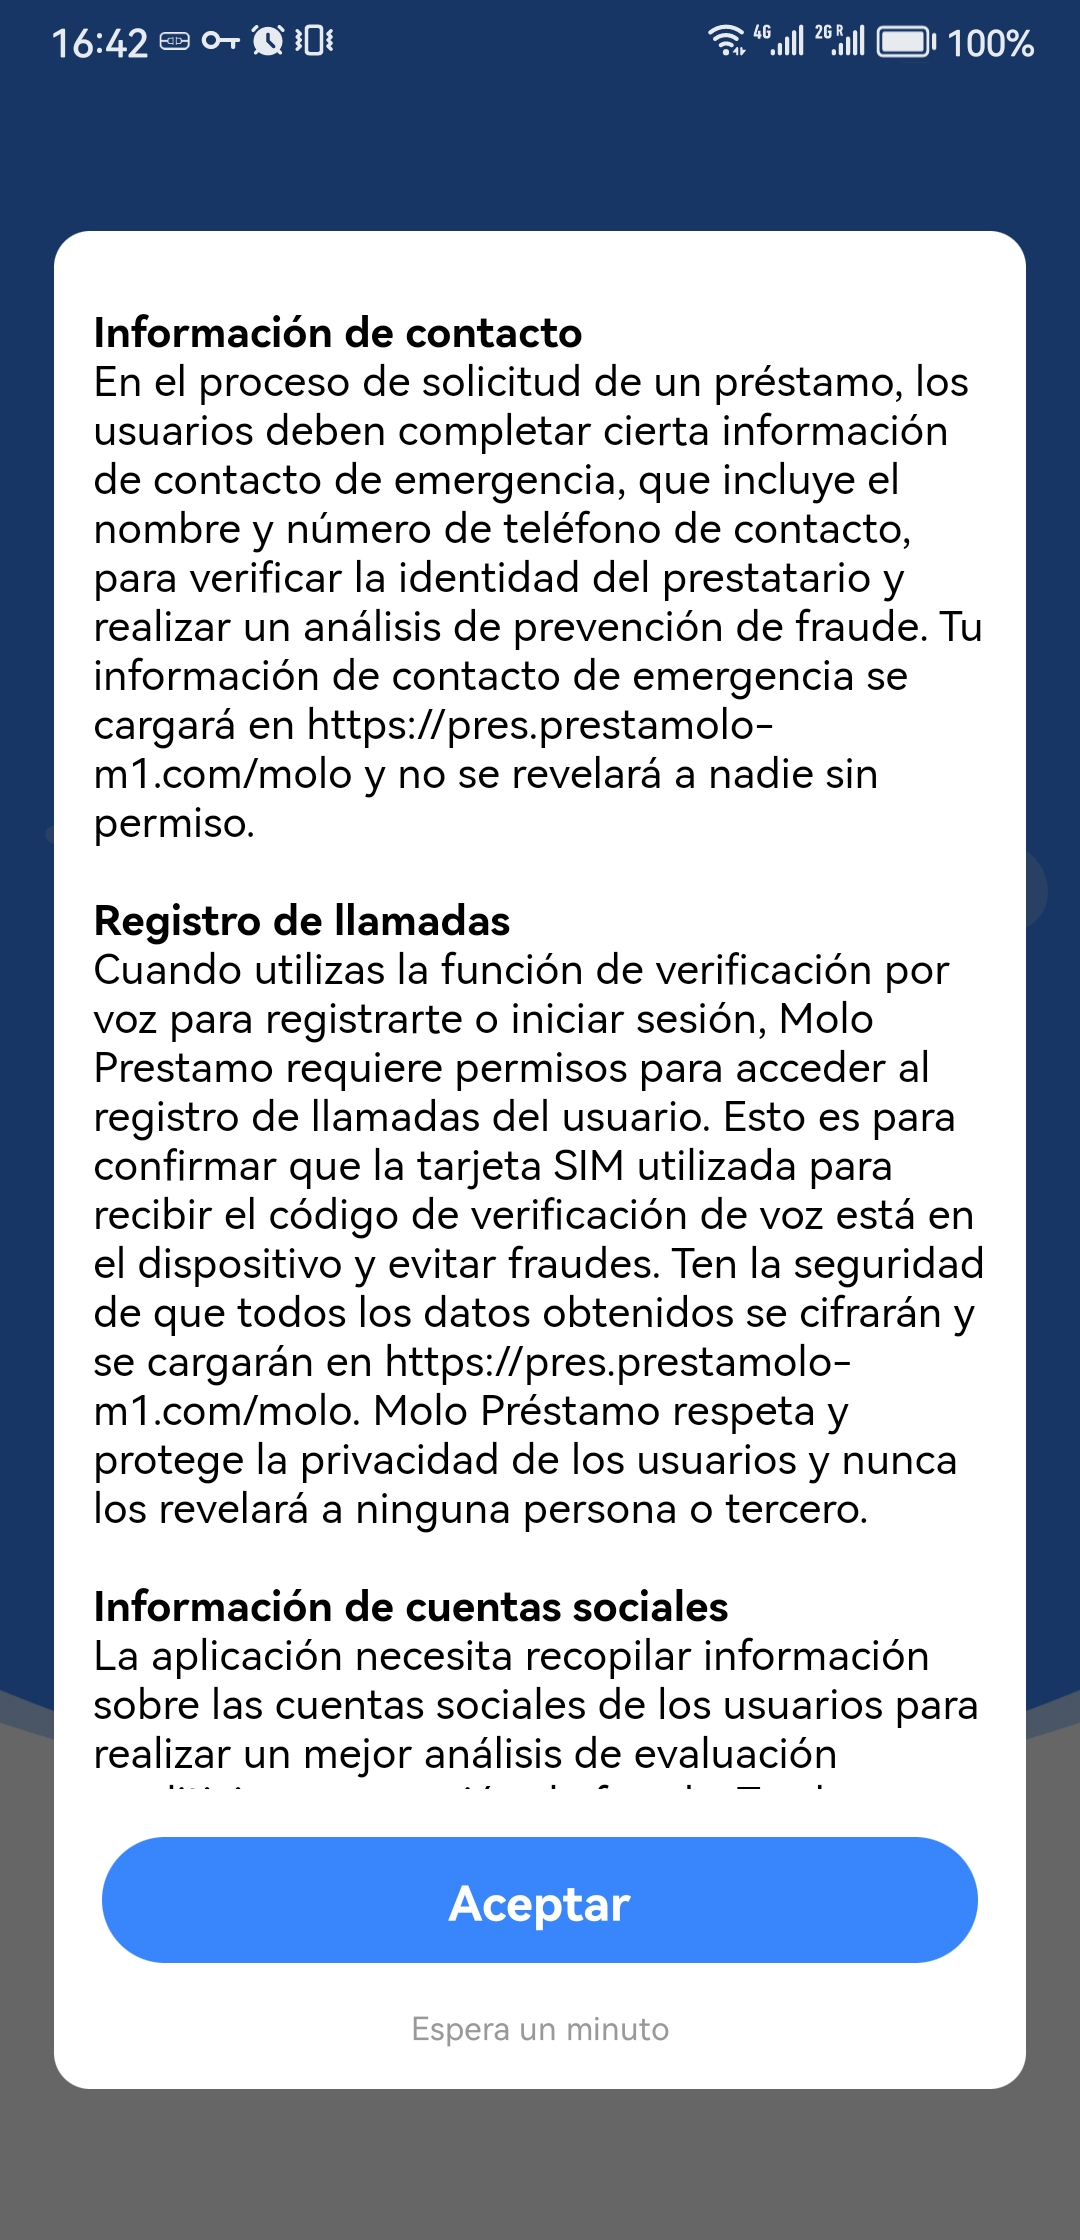 16:42
4G
2G R
100%
Información de contacto
En el proceso de solicitud de un préstamo, los
usuarios deben completar cierta información
de contacto de emergencia, que incluye el
nombre y número de teléfono de contacto,
para verificar la identidad del prestatario y
realizar un análisis de prevención de fraude. Tu
información de contacto de emergencia se
cargará en https://pres.prestamolo-
m1.com/molo y no se revelará a nadie sin
permiso.
Registro de llamadas
Cuando utilizas la función de verificación por
voz para registrarte o iniciar sesión, Molo
Prestamo requiere permisos para acceder al
registro de llamadas del usuario. Esto es para
confirmar que la tarjeta SIM utilizada para
recibir el código de verificación de voz está en
el dispositivo y evitar fraudes. Ten la seguridad
de que todos los datos obtenidos se cifrarán y
se cargarán en https://pres.prestamolo-
m1.com/molo. Molo Préstamo respeta y
protege la privacidad de los usuarios y nunca
los revelará a ninguna persona o tercero.
Información de cuentas sociales
La aplicación necesita recopilar información
sobre las cuentas sociales de los usuarios para
realizar un mejor análisis de evaluación
Aceptar
Espera un minuto